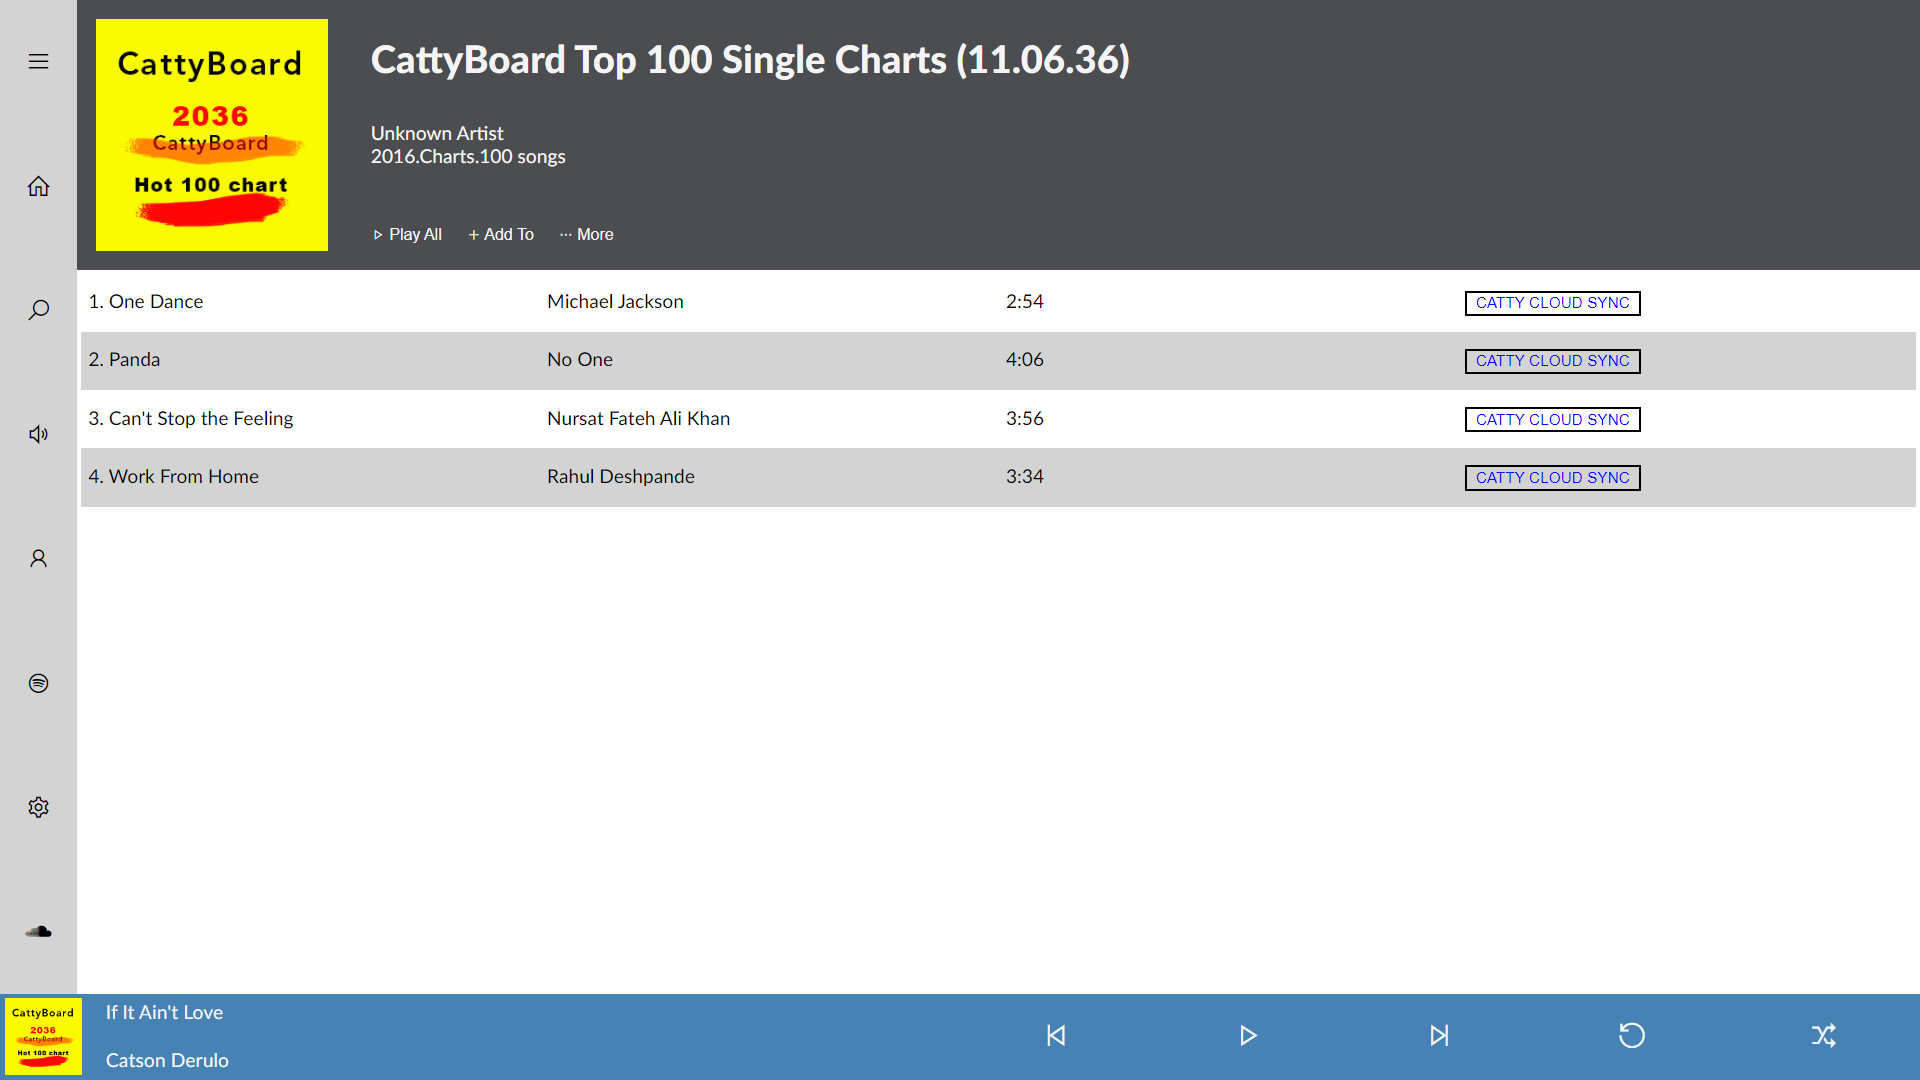 CattyBoard
2036
CattyBoard
Hot 100 chart
CattyBoard Top 100 Single Charts (11.06.36)
Unknown Artist
2016.Charts.100 songs
Play All + Add To ··· More
1. One Dance Michael Jackson 2:54 CATTY CLOUD SYNC
2. Panda No One 4:06 CATTY CLOUD SYNC
3. Can't Stop the Feeling Nursat Fateh Ali Khan 3:56 CATTY CLOUD SYNC
4. Work From Home Rahul Deshpande 3:34 CATTY CLOUD SYNC
CattyBoard
2036
CattyBoard
Hot 100 chart
If It Ain't Love
Catson Derulo